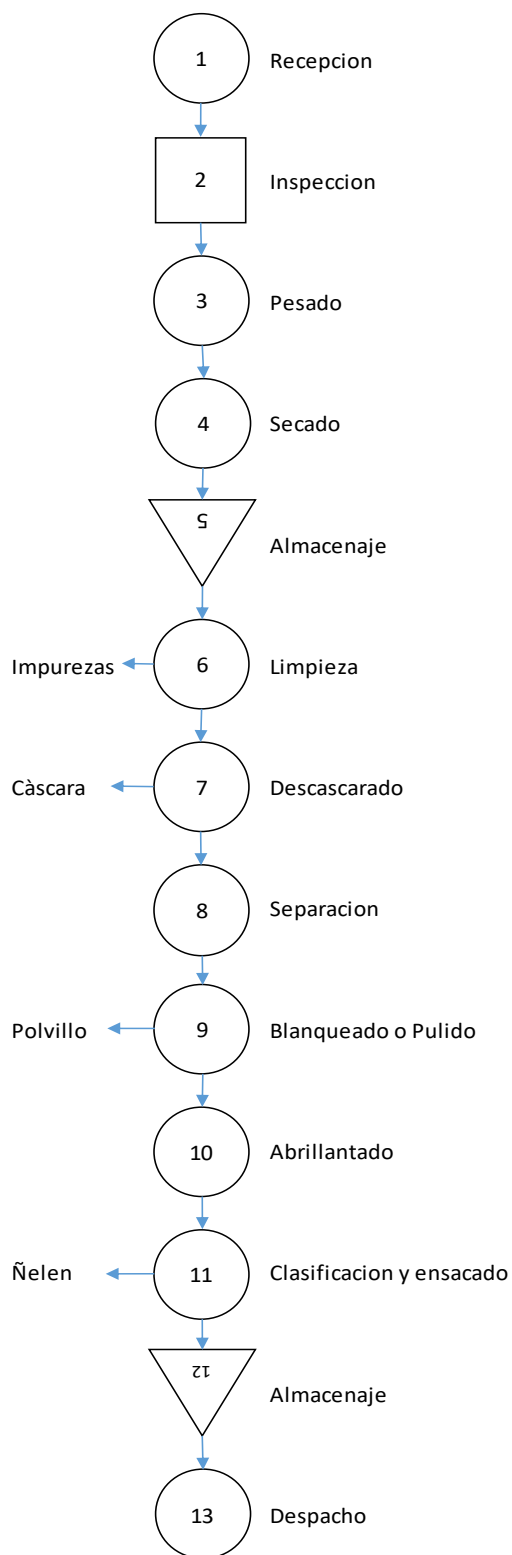 1 Recepcion
2 Inspeccion
3 Pesado
4 Secado
5 Almacenaje
Impurezas 6 Limpieza
Càscara 7 Descascarado
8 Separacion
Polvillo 9 Blanqueado o Pulido
10 Abrillantado
Ñelen 11 Clasificacion y ensacado
12 Almacenaje
13 Despacho